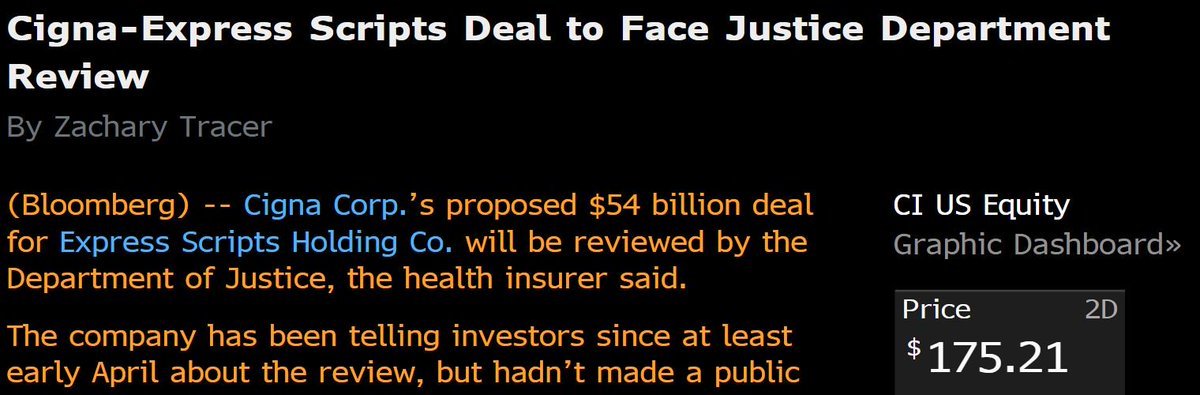 Cigna-Express Scripts Deal to Face Justice Department
Review
By Zachary Tracer
(Bloomberg) -- Cigna Corp.’s proposed $54 billion deal
for Express Scripts Holding Co. will be reviewed by the
Department of Justice, the health insurer said.
The company has been telling investors since at least
early April about the review, but hadn’t made a public
CI US Equity
Graphic Dashboard»
Price 2D
$175.21